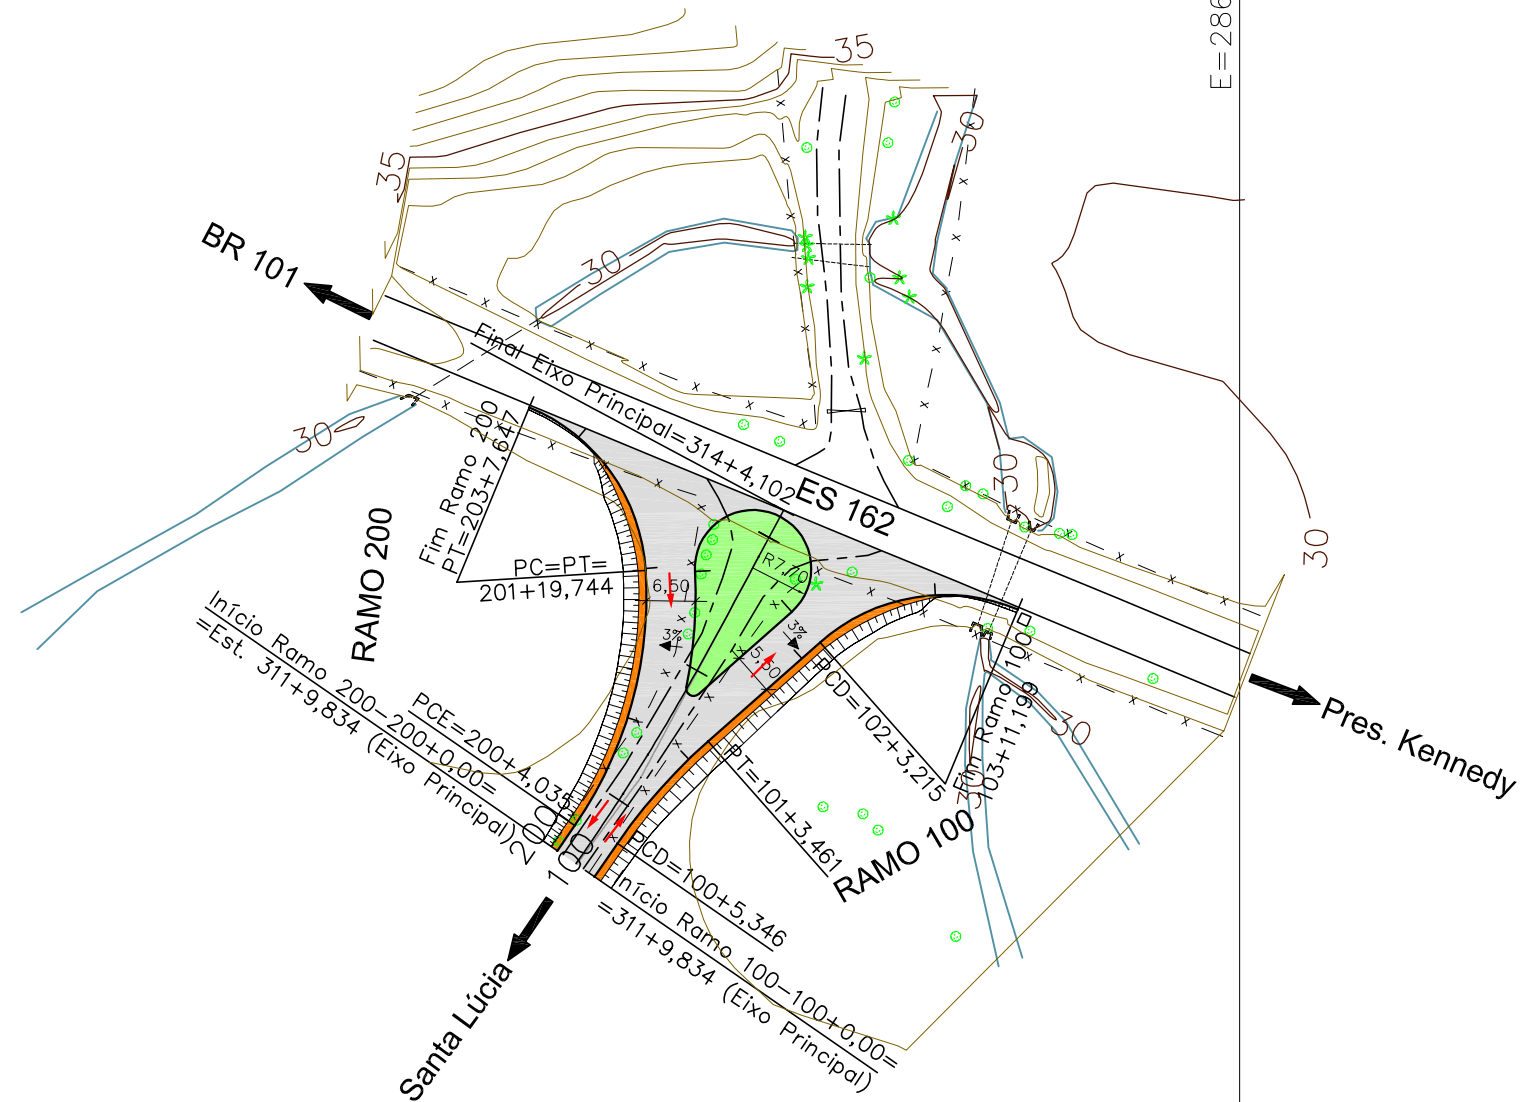 E=286
35
30
35
BR 101
30
Final Eixo Principal=314+4,102
30
ES 162
30
30
Fim Ramo 200
PT=203+7,647
RAMO 200
PC=PT=
201+19,744
6,50
R7,70
3%
3%
5,50
Início Ramo 200-200+0,00=
=Est. 311+9,834 (Eixo Principal)
PCE=200+4,035
PCD=102+3,215
Fim Ramo 100
103+11,199
30
30
Pres. Kennedy
PT=101+3,461
RAMO 100
200
100
PCD=100+5,346
Início Ramo 100-100+0,00=
=311+9,834 (Eixo Principal)
Santa Lúcia